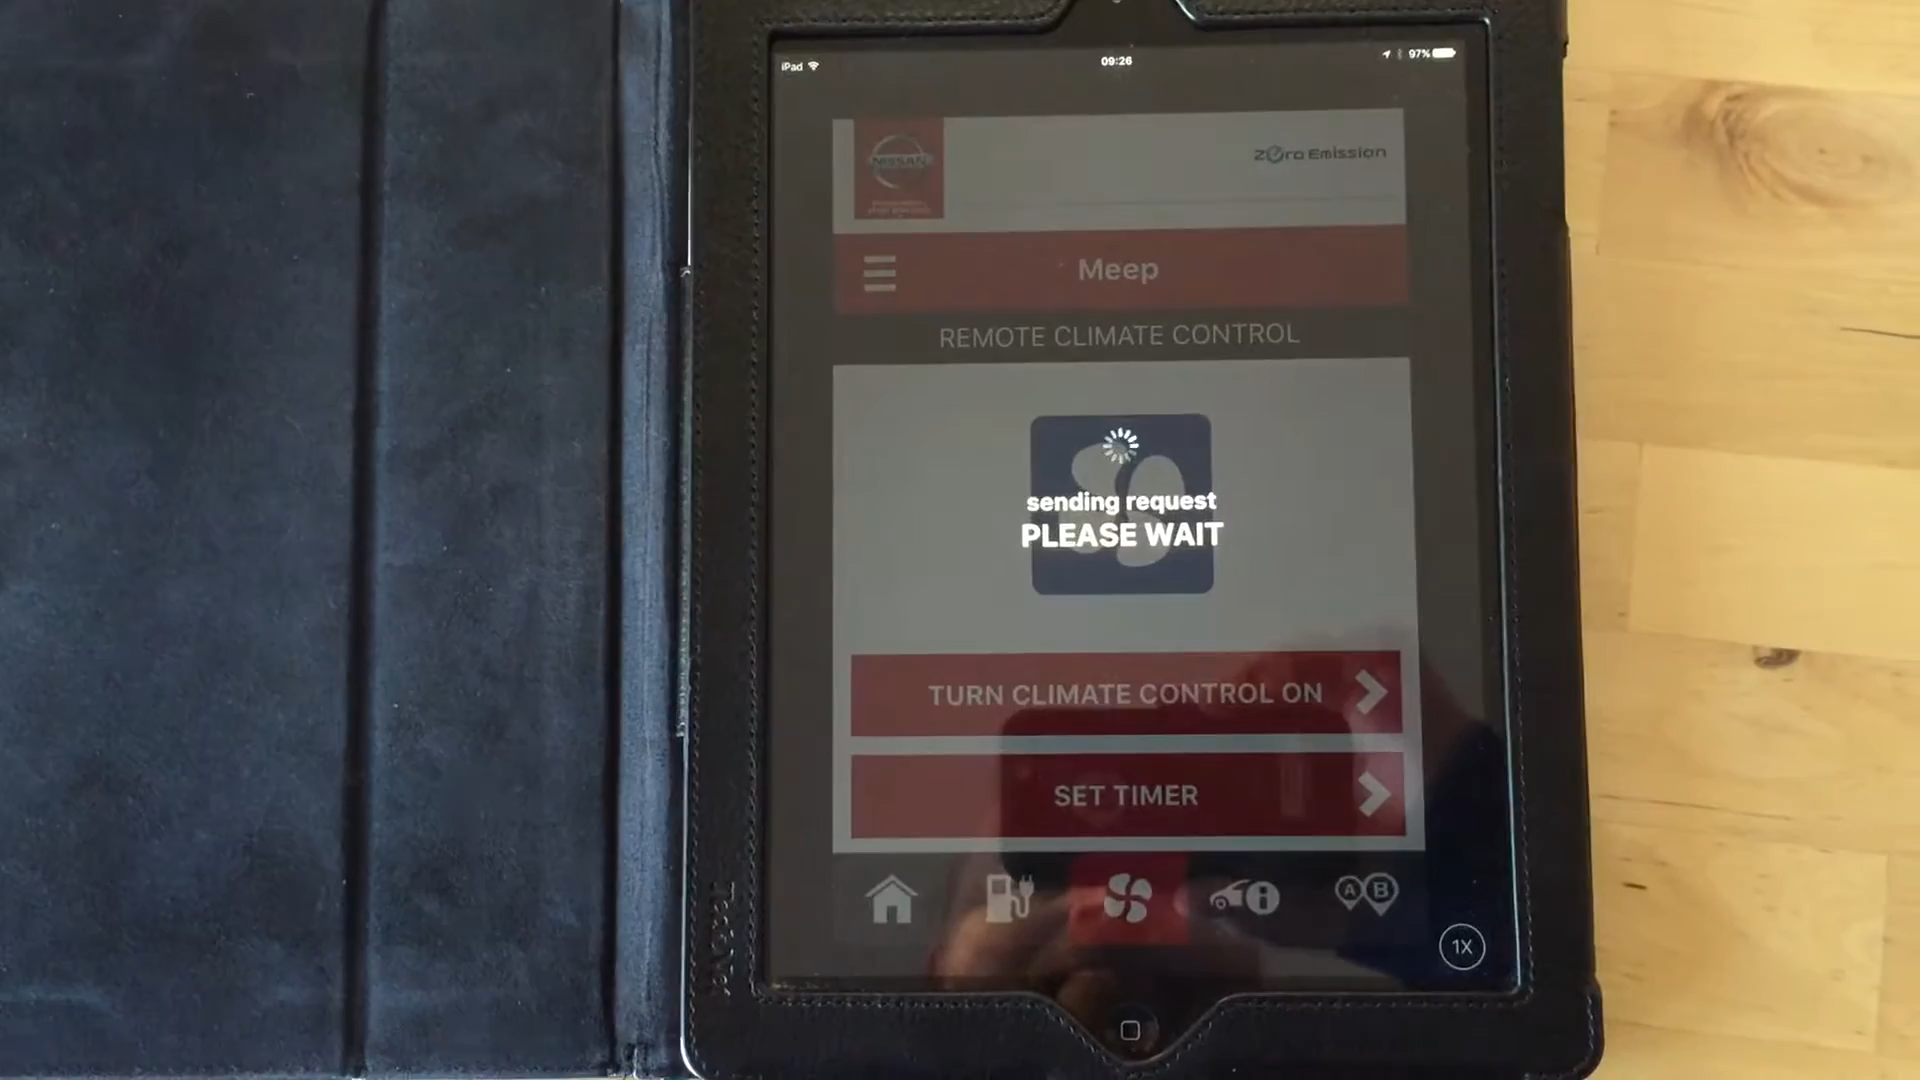 iPad
09:26
97%
NISSAN
Zero Emission
Meep
REMOTE CLIMATE CONTROL
sending request
PLEASE WAIT
TURN CLIMATE CONTROL ON
SET TIMER
A B
1X